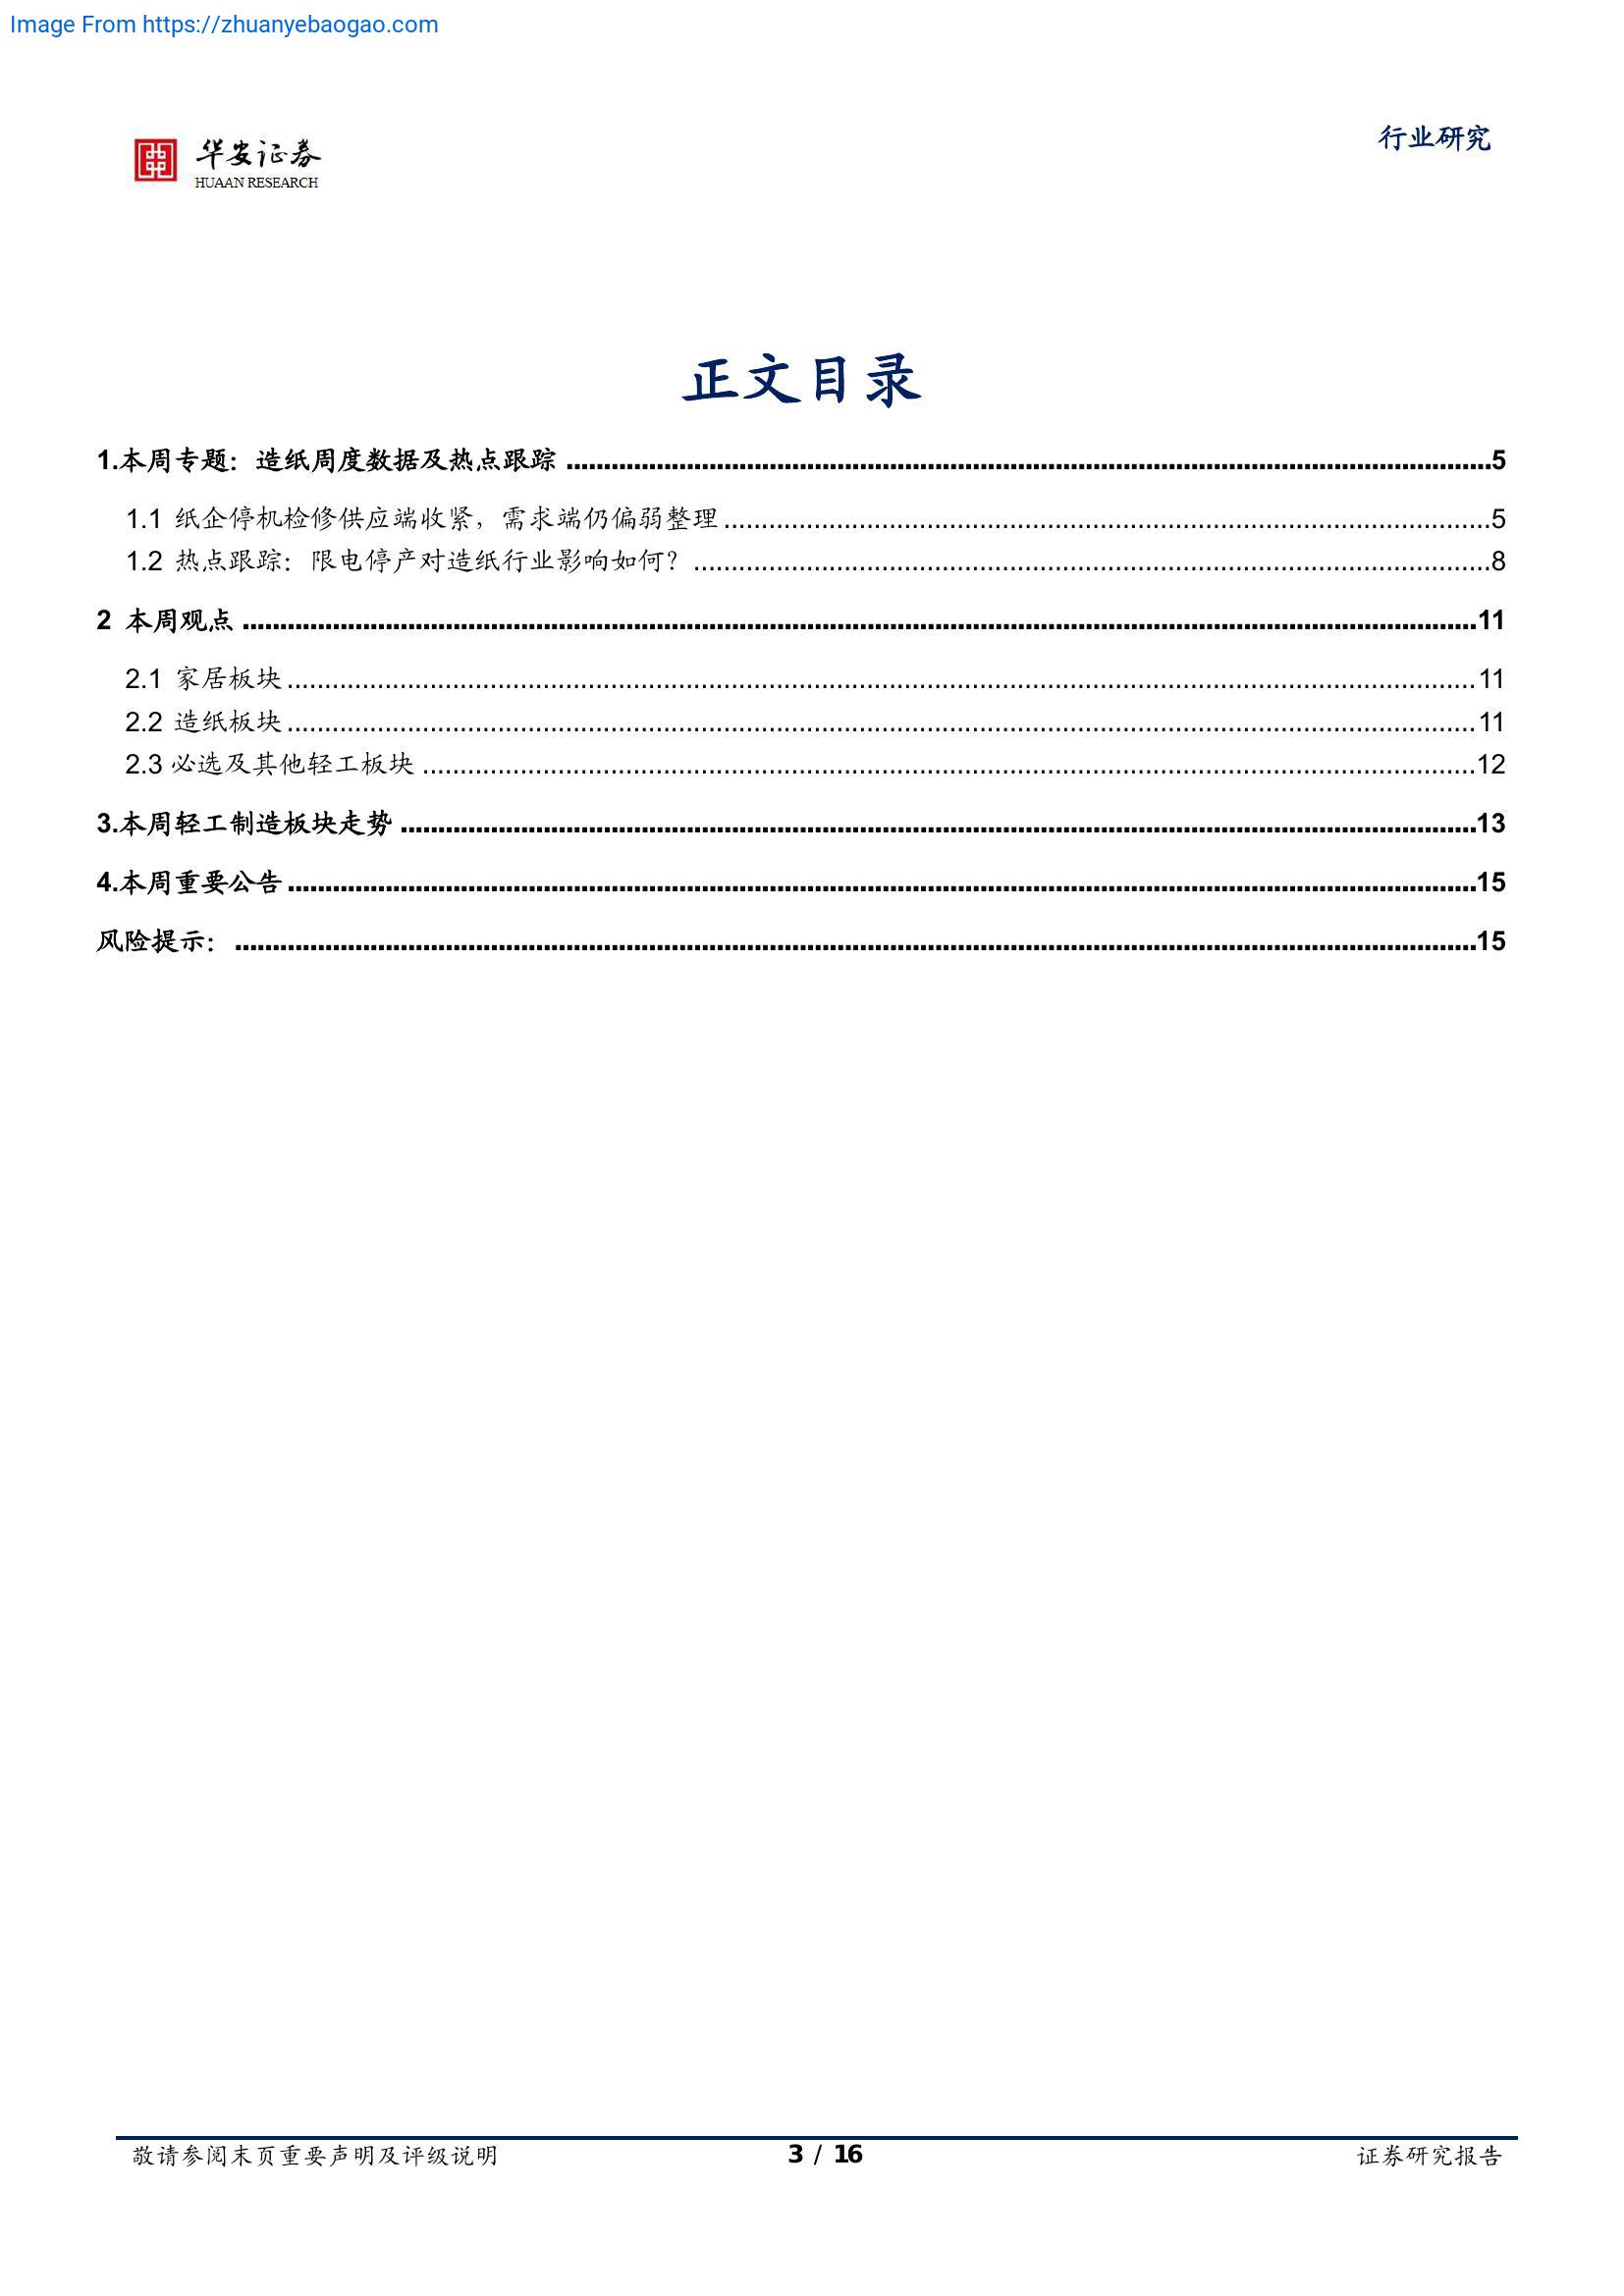 Image From https://zhuanyebaogao.com
行业研究
华安证券
HUAAN RESEARCH
正文目录
1.本周专题：造纸周度数据及热点跟踪 5
1.1 纸企停机检修供应端收紧，需求端仍偏弱整理 5
1.2 热点跟踪：限电停产对造纸行业影响如何？ 8
2 本周观点 11
2.1 家居板块 11
2.2 造纸板块 11
2.3 必选及其他轻工板块 12
3.本周轻工制造板块走势 13
4.本周重要公告 15
风险提示： 15
敬请参阅末页重要声明及评级说明 3 / 16 证券研究报告